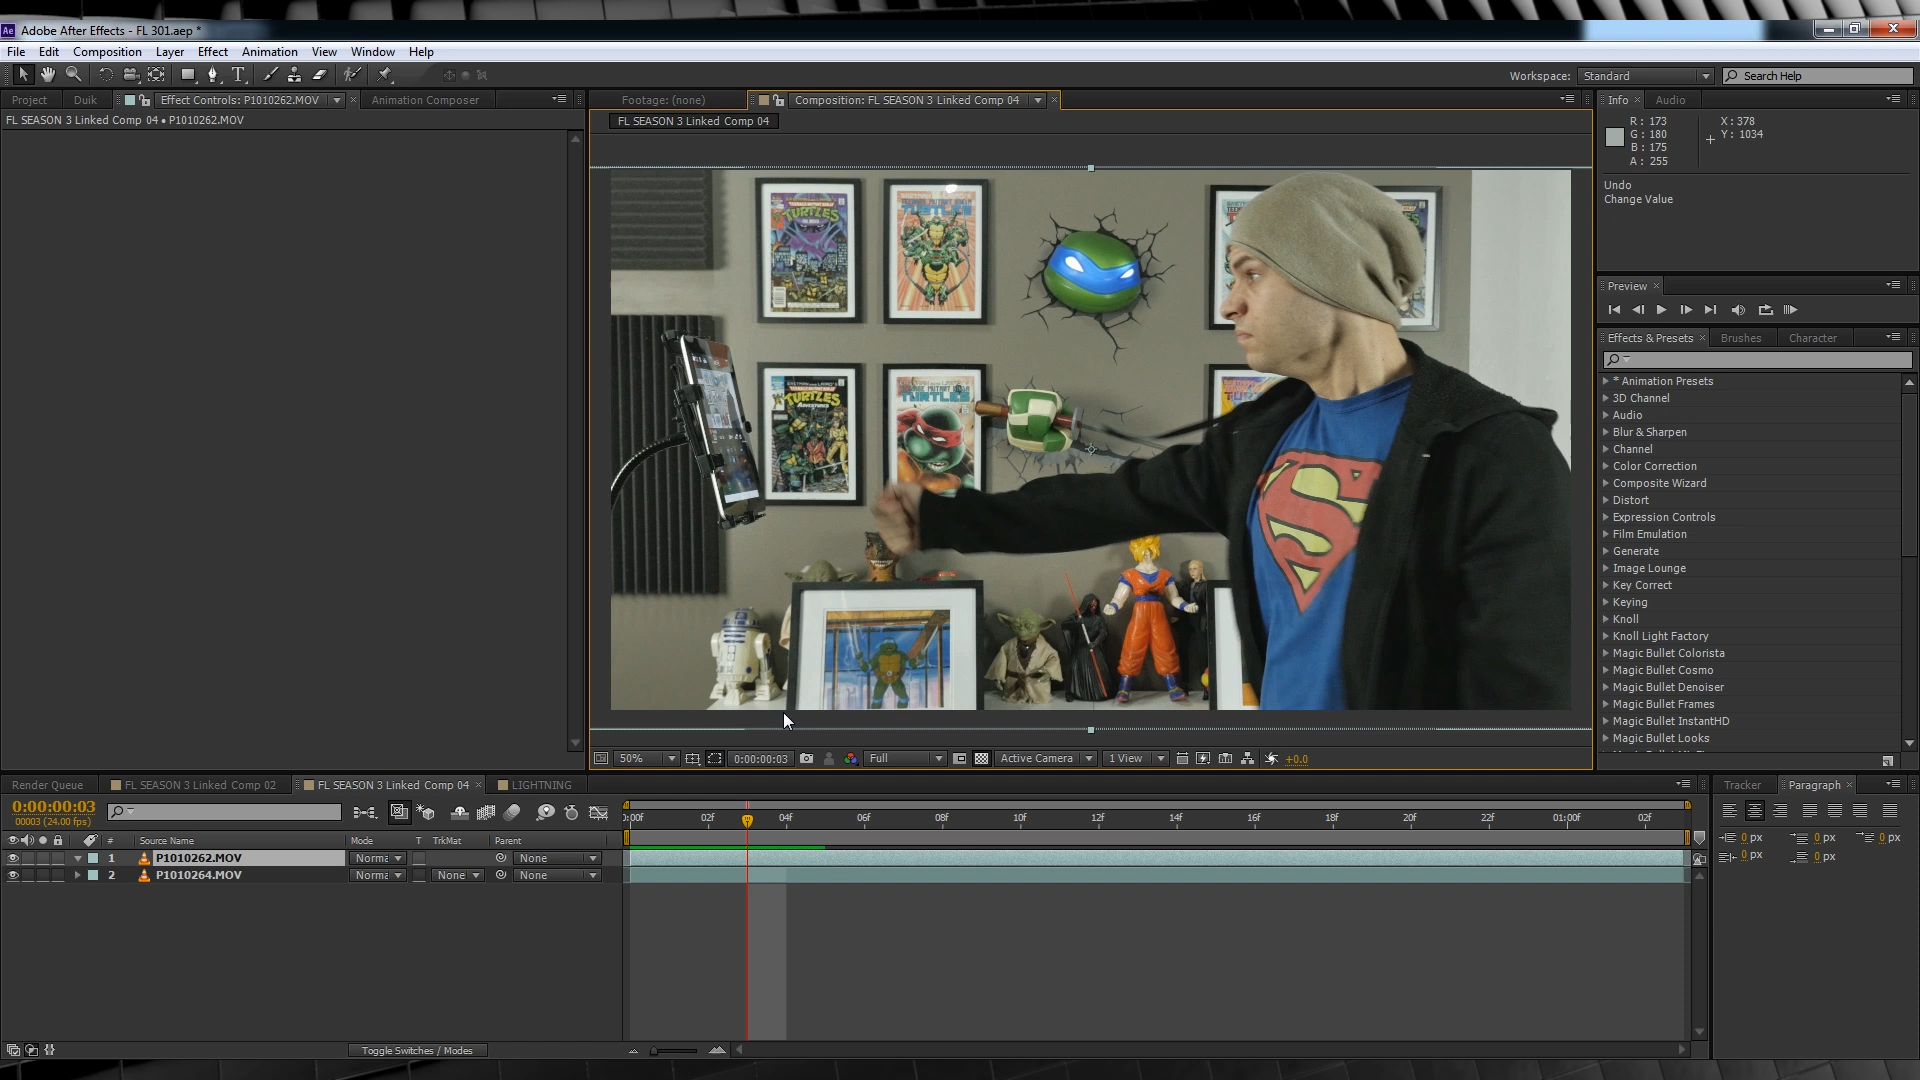 Adobe After Effects - FL 301.aep *
File Edit Composition Layer Effect Animation View Window Help
Workspace: Standard Search Help
Project Duik Effect Controls: P1010262.MOV Animation Composer
FL SEASON 3 Linked Comp 04 • P1010262.MOV
Footage: (none) Composition: FL SEASON 3 Linked Comp 04
FL SEASON 3 Linked Comp 04
TURTLES
TURTLES
TURTLES
TURTLES
S
50% 0:00:00:03 Full Active Camera 1 View +0.0
Info Audio
R: 173 X: 378
G: 180 Y: 1034
B: 175
A: 255
Undo
Change Value
Preview
Effects & Presets Brushes Character
* Animation Presets
3D Channel
Audio
Blur & Sharpen
Channel
Color Correction
Composite Wizard
Distort
Expression Controls
Film Emulation
Generate
Image Lounge
Key Correct
Keying
Knoll
Knoll Light Factory
Magic Bullet Colorista
Magic Bullet Cosmo
Magic Bullet Denoiser
Magic Bullet Frames
Magic Bullet InstantHD
Magic Bullet Looks
Render Queue FL SEASON 3 Linked Comp 02 FL SEASON 3 Linked Comp 04 LIGHTNING
0:00:00:03
00003 (24.00 fps)
0:00f 02f 04f 06f 08f 10f 12f 14f 16f 18f 20f 22f 01:00f 02f
# Source Name Mode T TrkMat Parent
1 P1010262.MOV Norma None
2 P1010264.MOV Norma None None
Toggle Switches / Modes
Tracker Paragraph
0 px 0 px 0 px
0 px 0 px